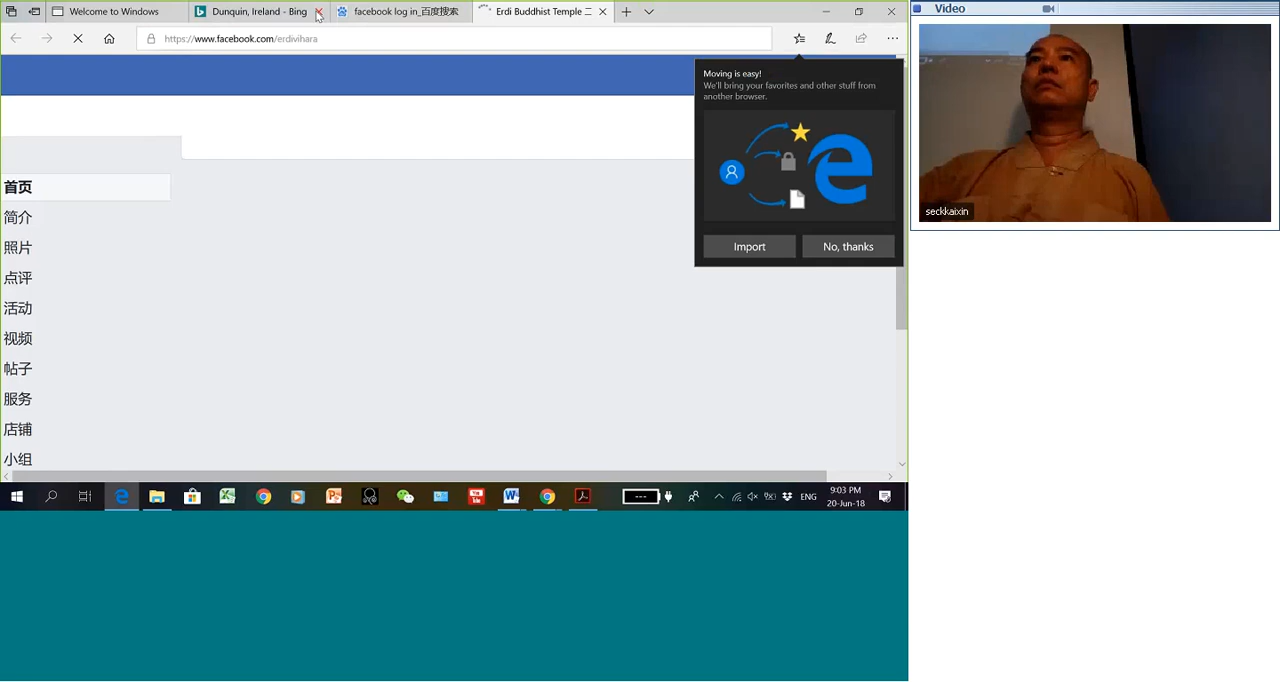 Welcome to Windows
Dunquin, Ireland - Bing
facebook log in_百度搜索
Erdi Buddhist Temple 二
https://www.facebook.com/erdivihara
Moving is easy!
We'll bring your favorites and other stuff from
another browser.
Import
No, thanks
首页
简介
照片
点评
活动
视频
帖子
服务
店铺
小组
ENG
9:03 PM
20-Jun-18
Video
seckkaixin